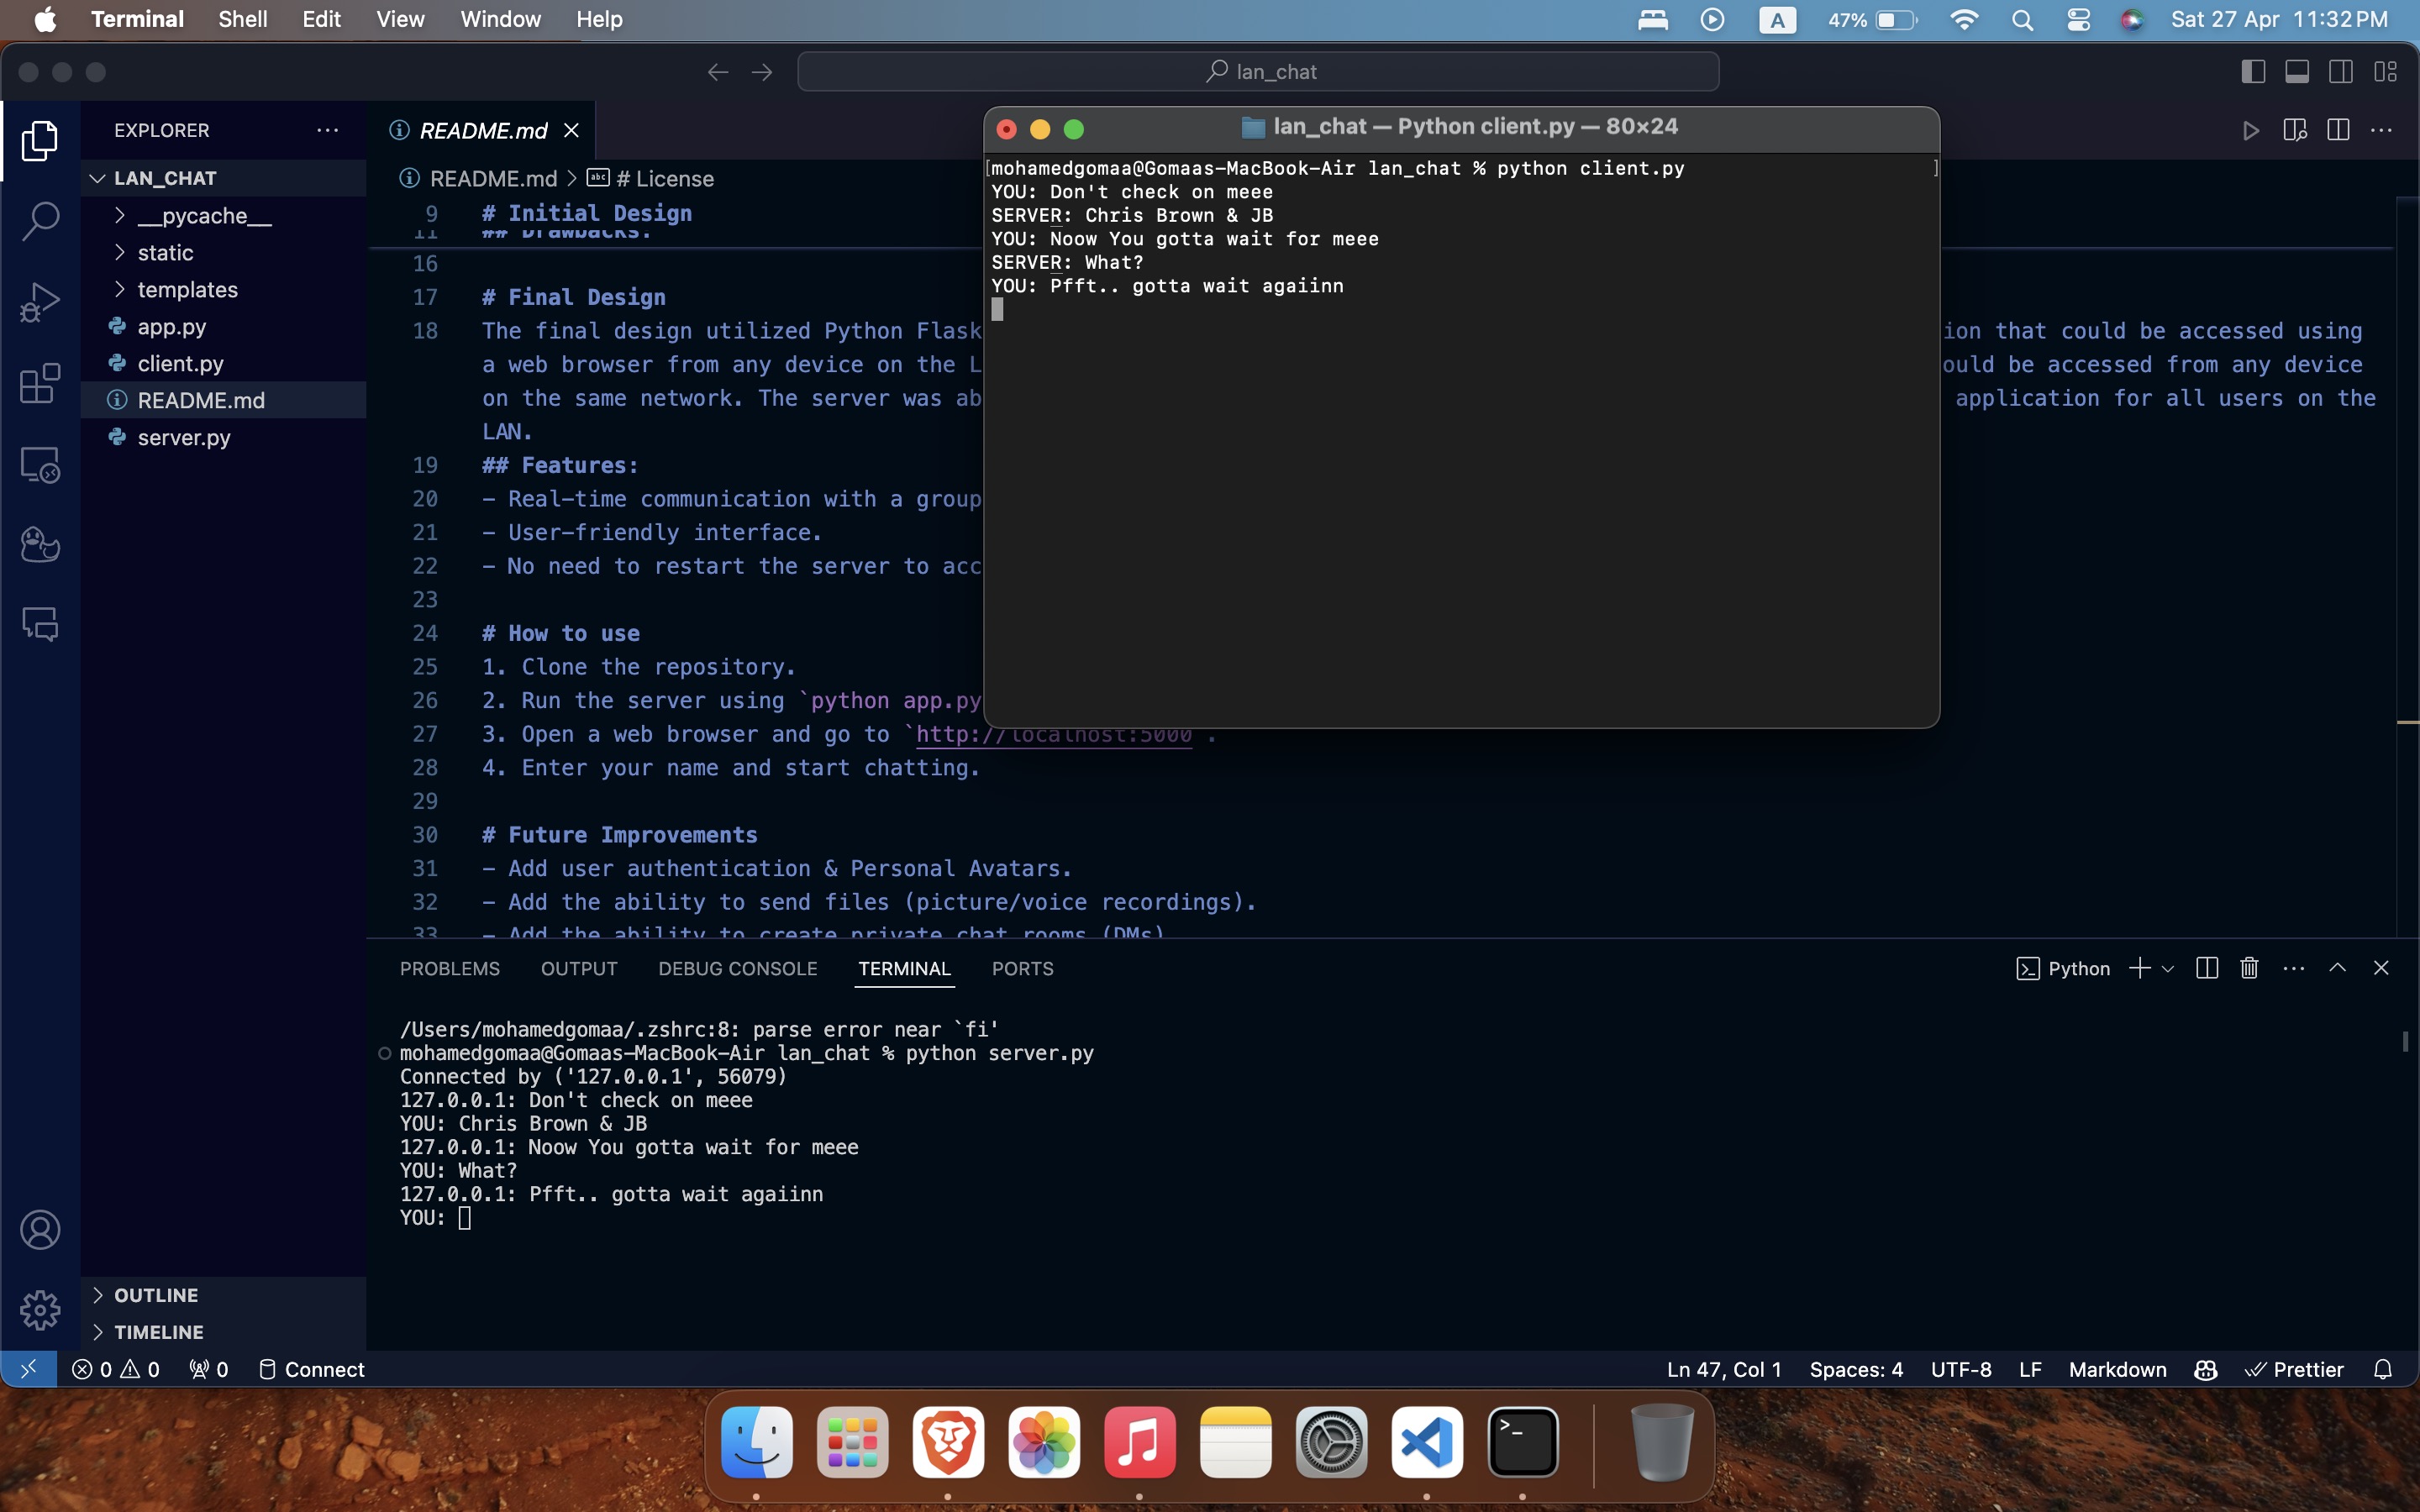 Terminal Shell Edit View Window Help A 47% Sat 27 Apr 11:32 PM
lan_chat
EXPLORER
LAN_CHAT
__pycache__
static
templates
app.py
client.py
README.md
server.py
OUTLINE
TIMELINE
README.md
README.md > abc # License
9 # Initial Design
11 ## Drawbacks:
16
17 # Final Design
18 The final design utilized Python Flask ion that could be accessed using
a web browser from any device on the L ould be accessed from any device
on the same network. The server was ab application for all users on the
LAN.
19 ## Features:
20 - Real-time communication with a group
21 - User-friendly interface.
22 - No need to restart the server to acc
23
24 # How to use
25 1. Clone the repository.
26 2. Run the server using `python app.py
27 3. Open a web browser and go to `http://localhost:5000`.
28 4. Enter your name and start chatting.
29
30 # Future Improvements
31 - Add user authentication & Personal Avatars.
32 - Add the ability to send files (picture/voice recordings).
33 - Add the ability to create private chat rooms (DMs)
lan_chat — Python client.py — 80×24
[mohamedgomaa@Gomaas-MacBook-Air lan_chat % python client.py ]
YOU: Don't check on meee
SERVER: Chris Brown & JB
YOU: Noow You gotta wait for meee
SERVER: What?
YOU: Pfft.. gotta wait agaiinn
PROBLEMS OUTPUT DEBUG CONSOLE TERMINAL PORTS Python
/Users/mohamedgomaa/.zshrc:8: parse error near `fi'
mohamedgomaa@Gomaas-MacBook-Air lan_chat % python server.py
Connected by ('127.0.0.1', 56079)
127.0.0.1: Don't check on meee
YOU: Chris Brown & JB
127.0.0.1: Noow You gotta wait for meee
YOU: What?
127.0.0.1: Pfft.. gotta wait agaiinn
YOU:
0 0 0 Connect Ln 47, Col 1 Spaces: 4 UTF-8 LF Markdown Prettier